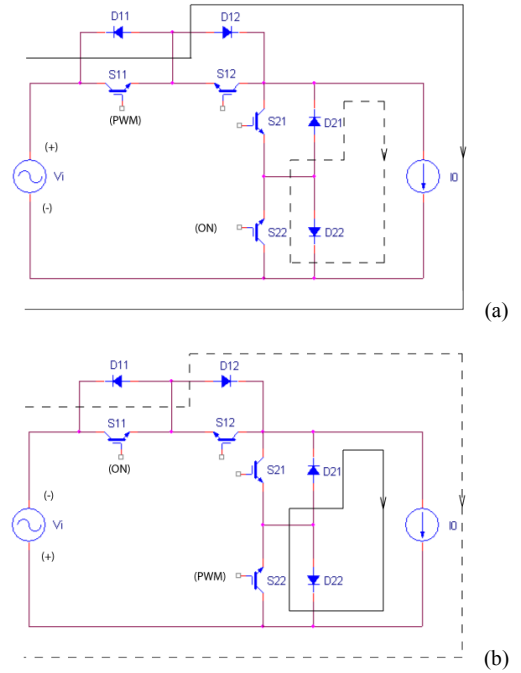 D11 D12
S11 S12
(PWM)
S21 D21
(+)
Vi I0
(-)
(ON) S22 D22
(a)
D11 D12
S11 S12
(ON)
S21 D21
(-)
Vi I0
(+)
(PWM) S22 D22
(b)